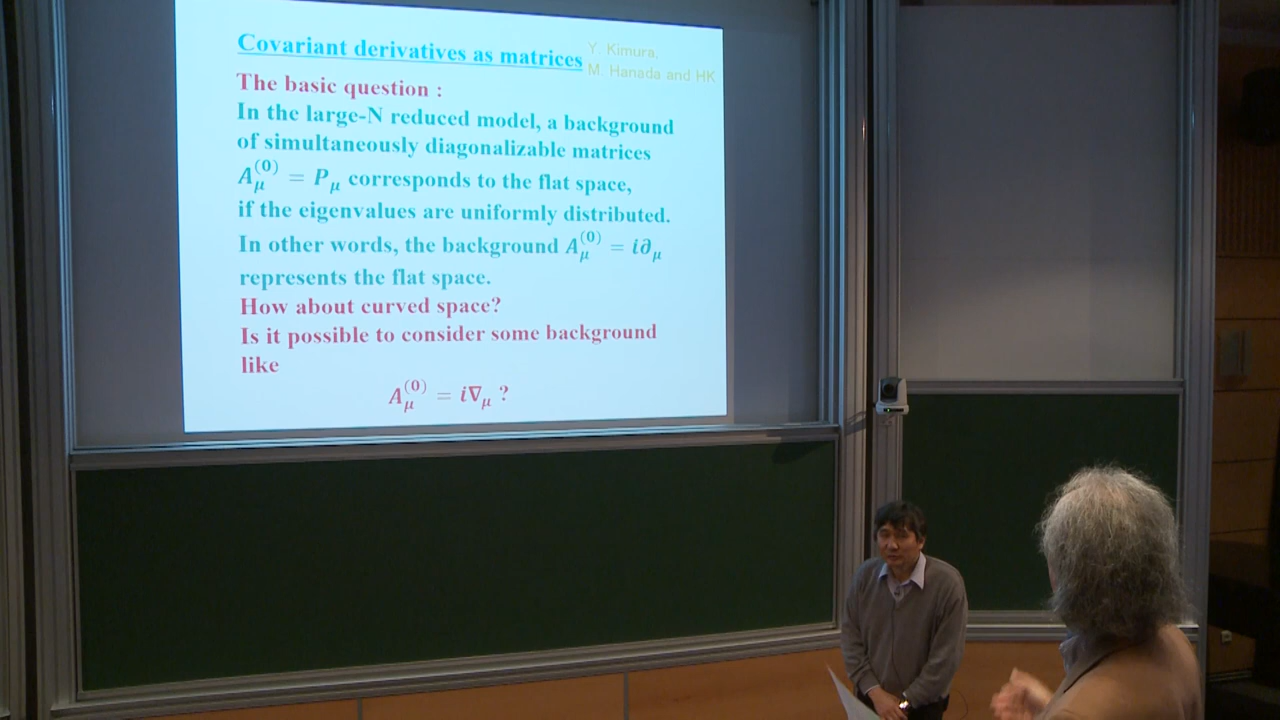 Covariant derivatives as matrices
Y. Kimura,
M. Hanada and HK
The basic question :
In the large-N reduced model, a background
of simultaneously diagonalizable matrices
A_μ^{(0)} = P_μ corresponds to the flat space,
if the eigenvalues are uniformly distributed.
In other words, the background A_μ^{(0)} = i∂_μ
represents the flat space.
How about curved space?
Is it possible to consider some background
like
A_μ^{(0)} = i∇_μ ?